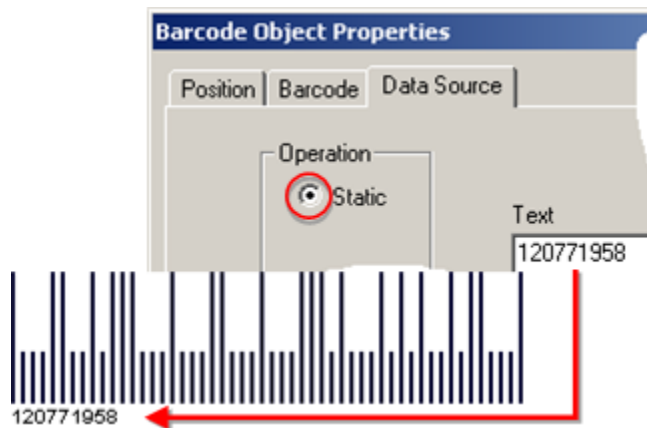 Barcode Object Properties
Position Barcode Data Source
Operation
Static
Text
120771958
120771958